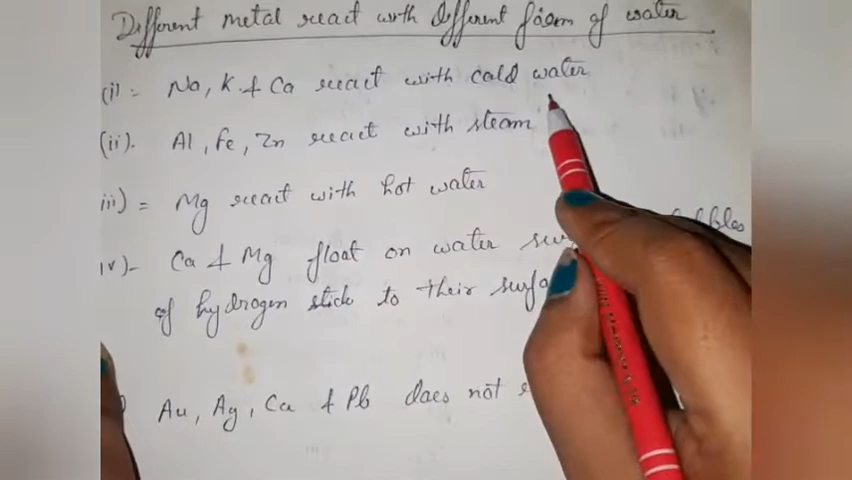 Different metal react with different form of water
(i) = Na, K & Ca react with cold water
(ii). Al, Fe, Zn react with steam
iii) = Mg react with hot water
iv)- Ca & Mg float on water
of hydrogen stick to their
Au, Ag, Cu & Pb does not